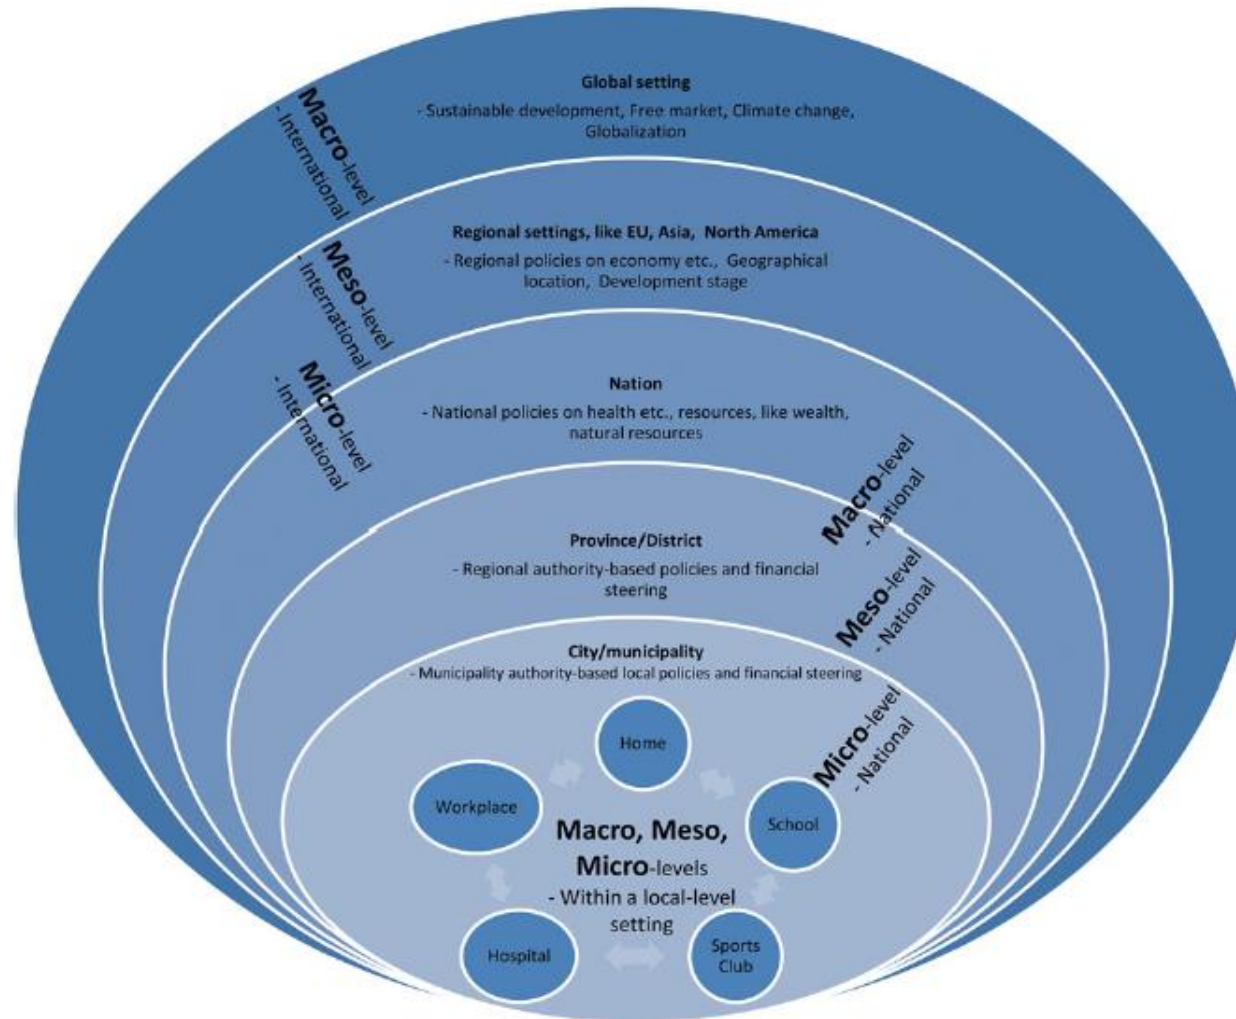 Global setting
- Sustainable development, Free market, Climate change,
Globalization
Macro-level
- International
Regional settings, like EU, Asia, North America
- Regional policies on economy etc., Geographical
location, Development stage
Meso-level
- International
Nation
- National policies on health etc., resources, like wealth,
natural resources
Micro-level
- International
Macro-level
- National
Province/District
- Regional authority-based policies and financial
steering
Meso-level
- National
City/municipality
- Municipality authority-based local policies and financial steering
Micro-level
- National
Home
Workplace
School
Macro, Meso,
Micro-levels
- Within a local-level
setting
Hospital
Sports
Club